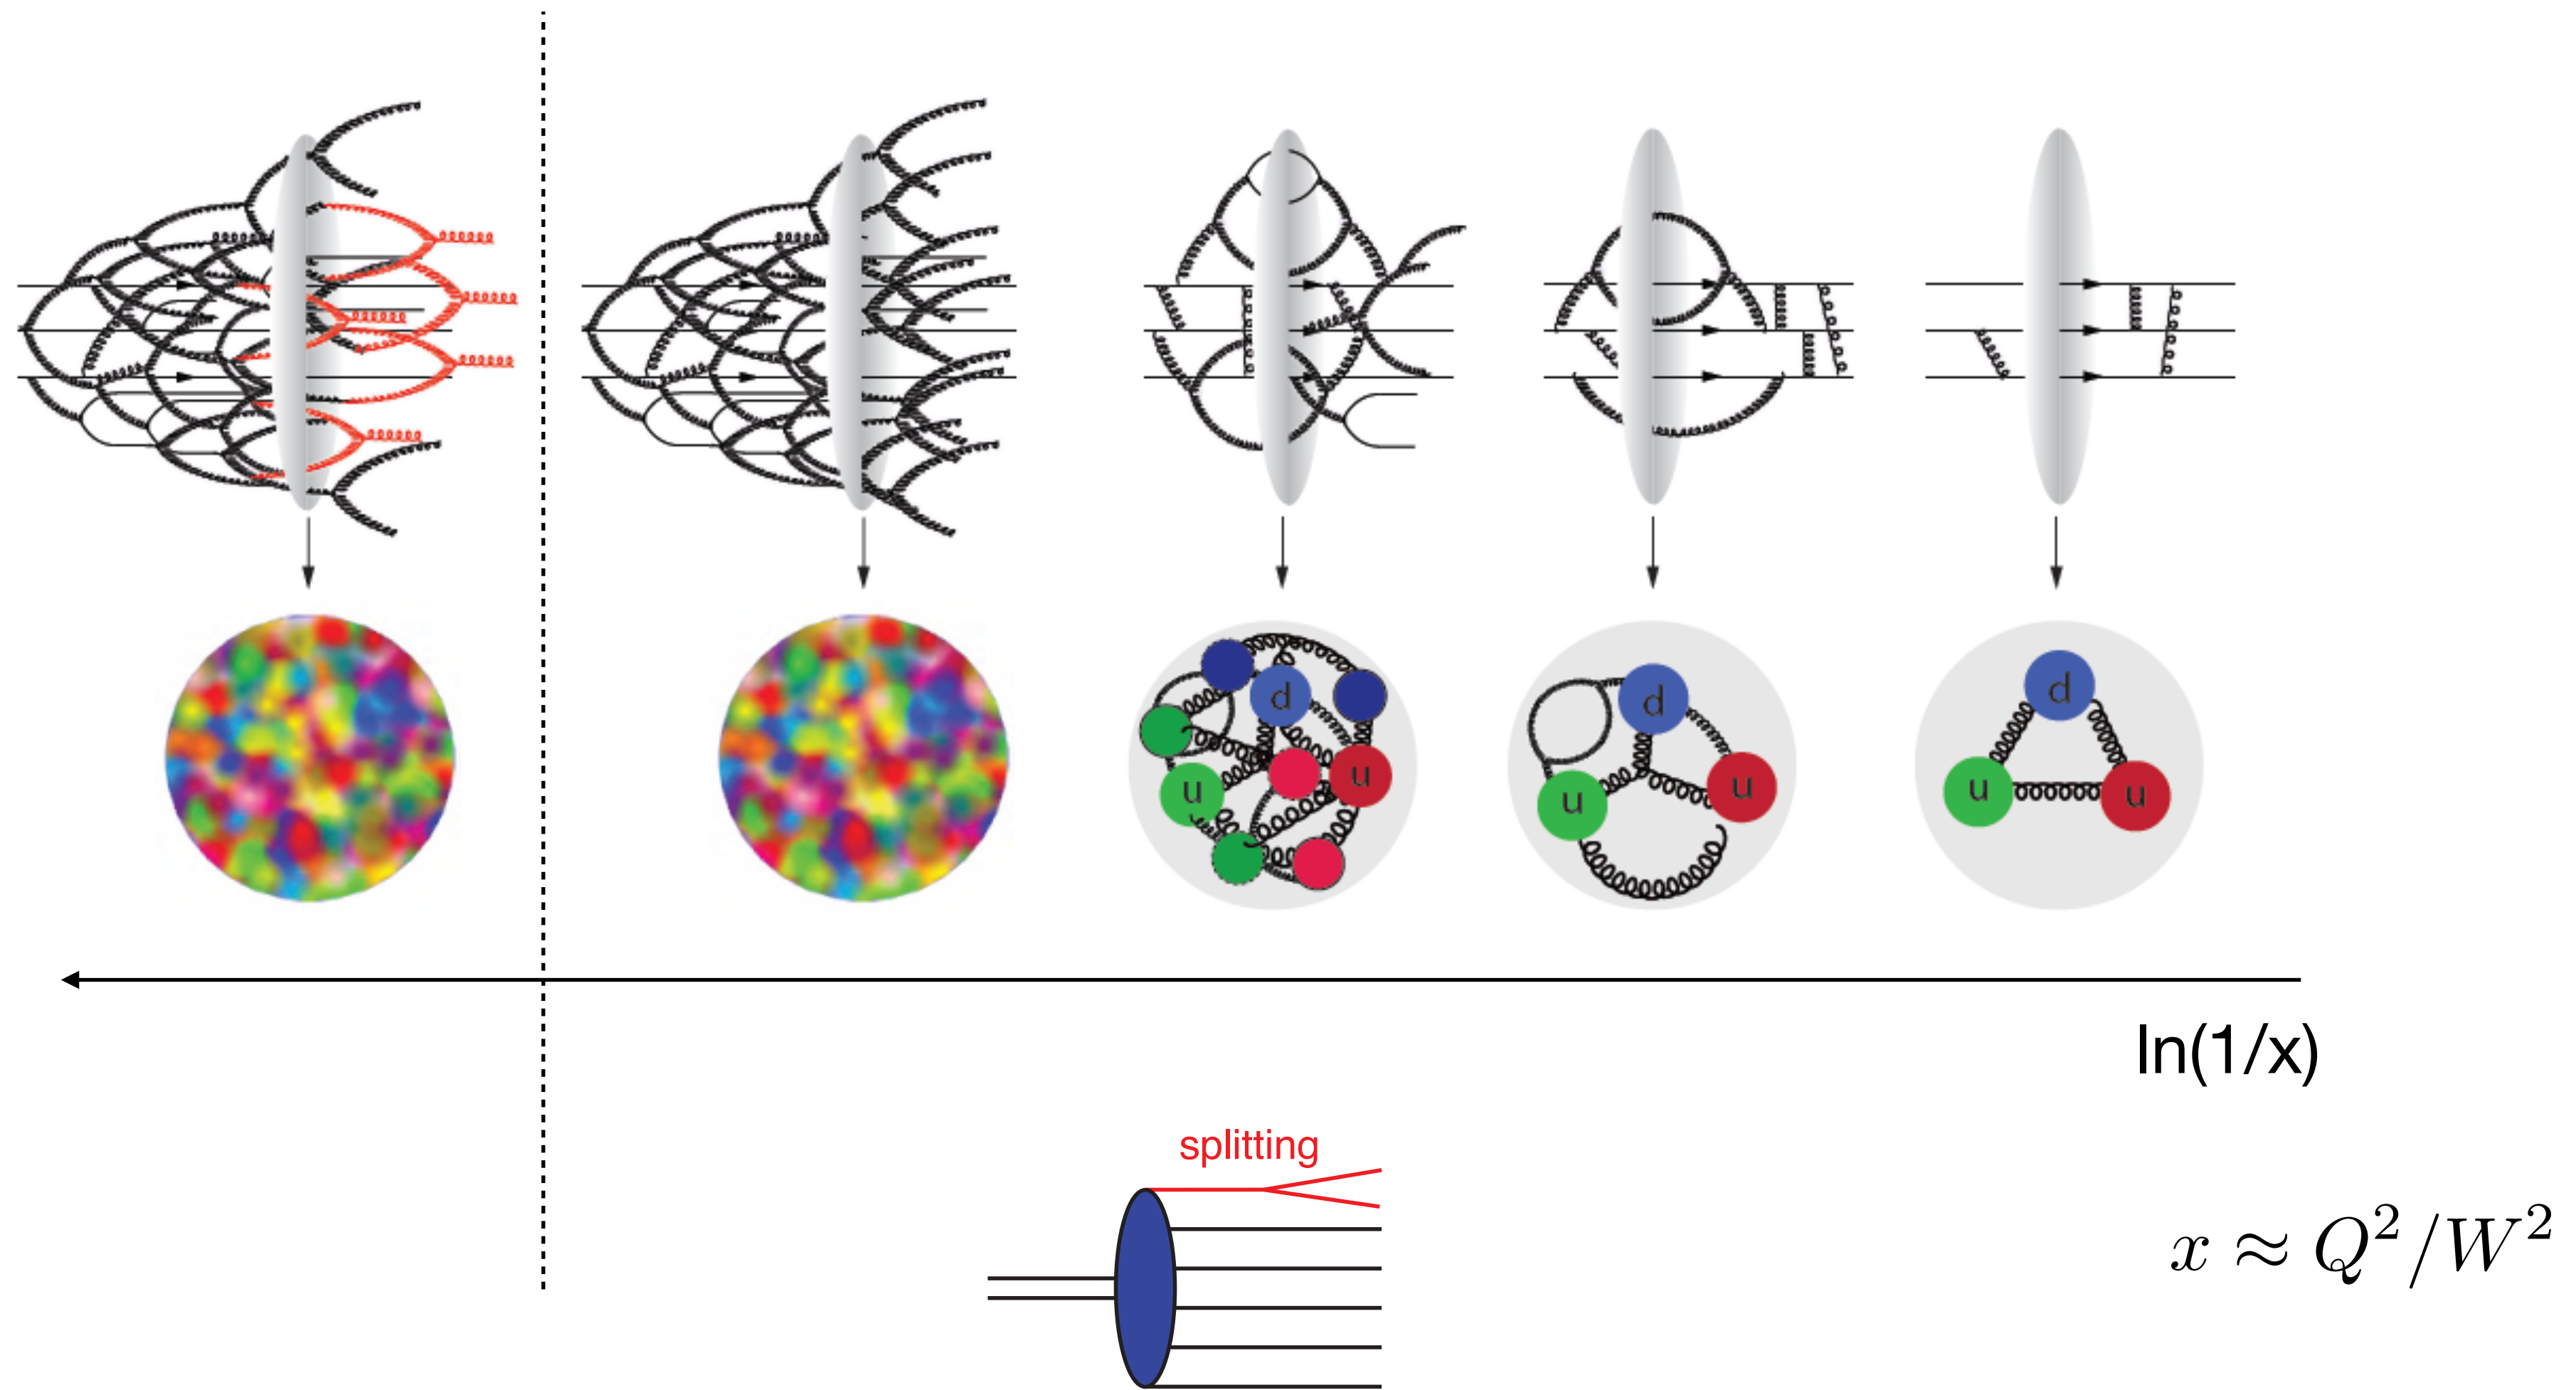 d
d
d
u
u
u
u
u
u
ln(1/x)
splitting
x ≈ Q²/W²